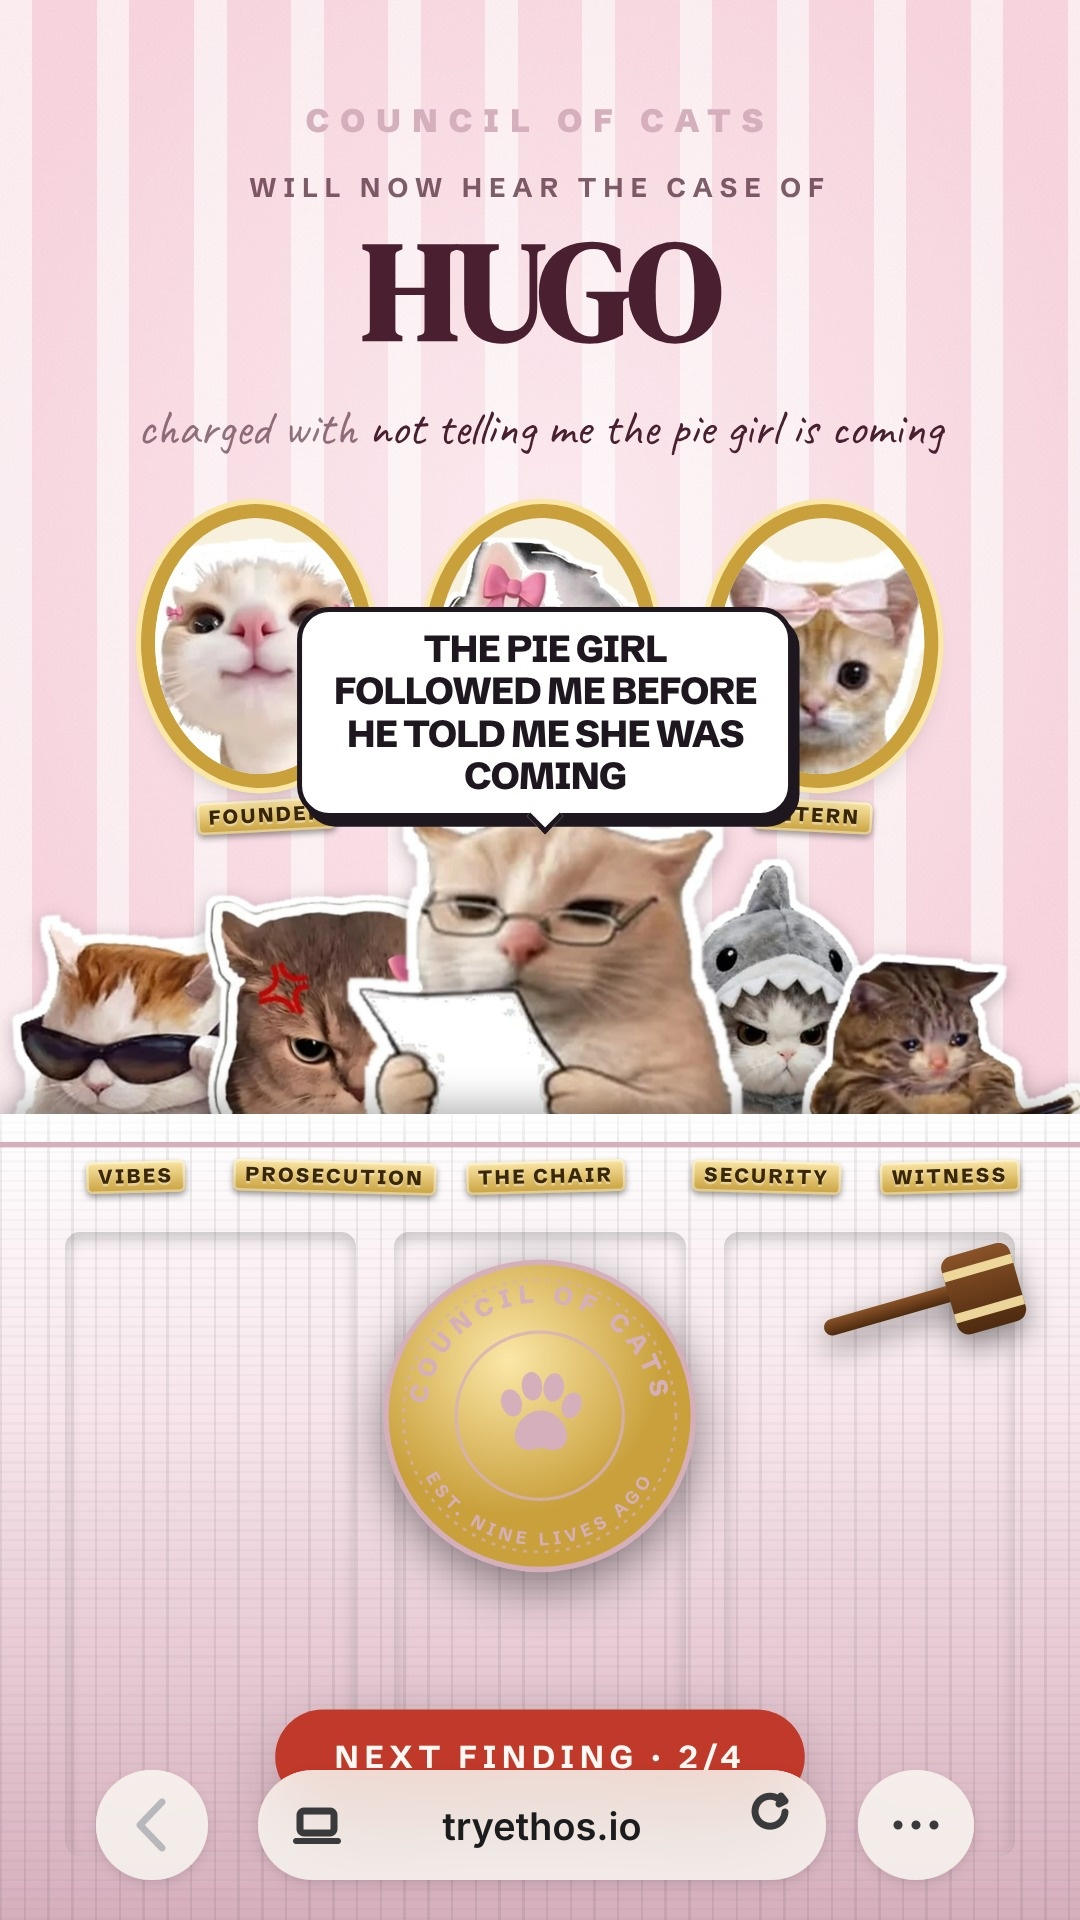 COUNCIL OF CATS
WILL NOW HEAR THE CASE OF
HUGO
charged with not telling me the pie girl is coming
THE PIE GIRL
FOLLOWED ME BEFORE
HE TOLD ME SHE WAS
COMING
FOUNDE
TERN
VIBES
PROSECUTION
THE CHAIR
SECURITY
WITNESS
COUNCIL OF CATS
EST. NINE LIVES AGO
NEXT FINDING · 2/4
tryethos.io